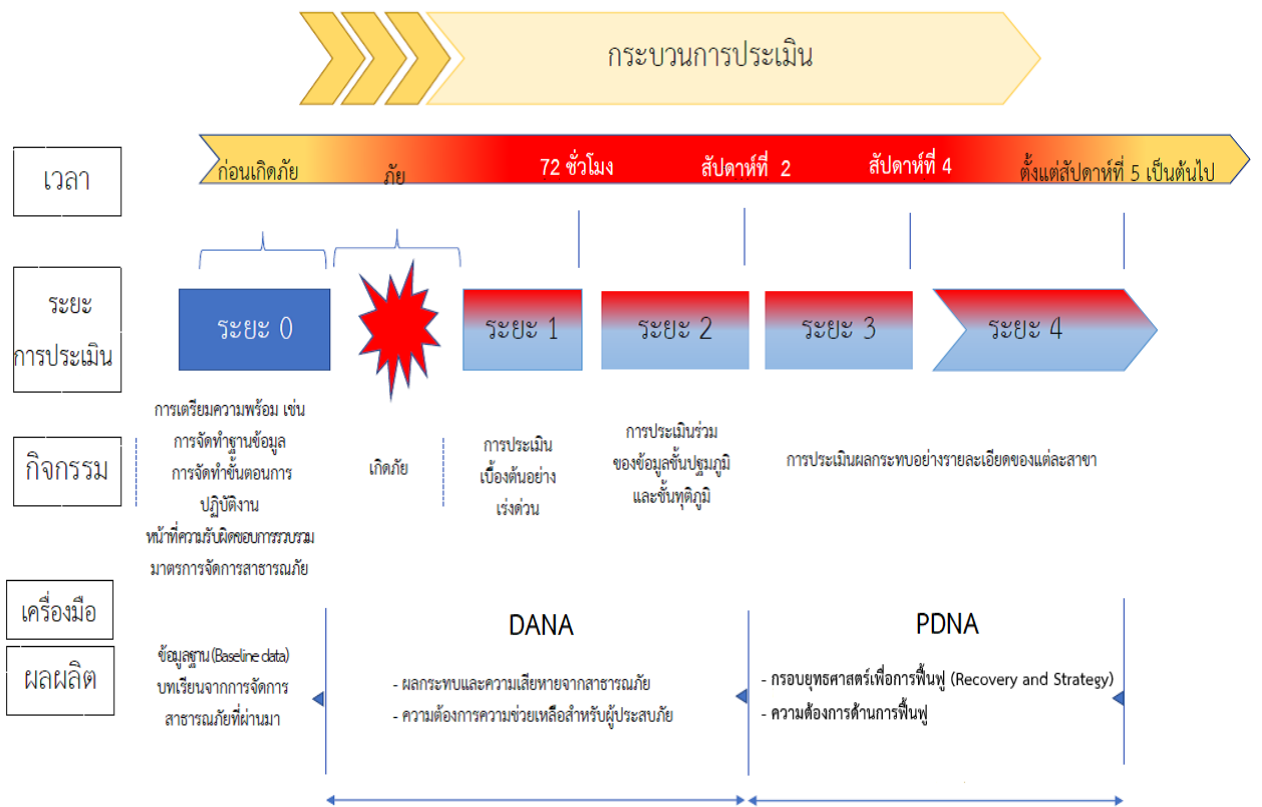 กระบวนการประเมิน
เวลา
ก่อนเกิดภัย
ภัย
72 ชั่วโมง
สัปดาห์ที่ 2
สัปดาห์ที่ 4
ตั้งแต่สัปดาห์ที่ 5 เป็นต้นไป
ระยะ
การประเมิน
ระยะ 0
ระยะ 1
ระยะ 2
ระยะ 3
ระยะ 4
กิจกรรม
การเตรียมความพร้อม เช่น
การจัดทำฐานข้อมูล
การจัดทำขั้นตอนการ
ปฏิบัติงาน
หน้าที่ความรับผิดขอบการรวบรวม
มาตรการจัดการสาธารณภัย
เกิดภัย
การประเมิน
เบื้องต้นอย่าง
เร่งด่วน
การประเมินร่วม
ของข้อมูลชั้นปฐมภูมิ
และชั้นทุติภูมิ
การประเมินผลกระทบอย่างรายละเอียดของแต่ละสาขา
เครื่องมือ
DANA
PDNA
ผลผลิต
ข้อมูลฐาน (Baseline data)
บทเรียนจากการจัดการ
สาธารณภัยที่ผ่านมา
- ผลกระทบและความเสียหายจากสาธารณภัย
- ความต้องการความช่วยเหลือสำหรับผู้ประสบภัย
- กรอบยุทธศาสตร์เพื่อการฟื้นฟู (Recovery and Strategy)
- ความต้องการด้านการฟื้นฟู